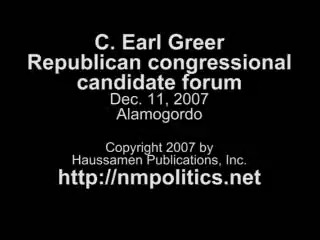 C. Earl Greer
Republican congressional
candidate forum
Dec. 11, 2007
Alamogordo
Copyright 2007 by
Haussamen Publications, Inc.
http://nmpolitics.net